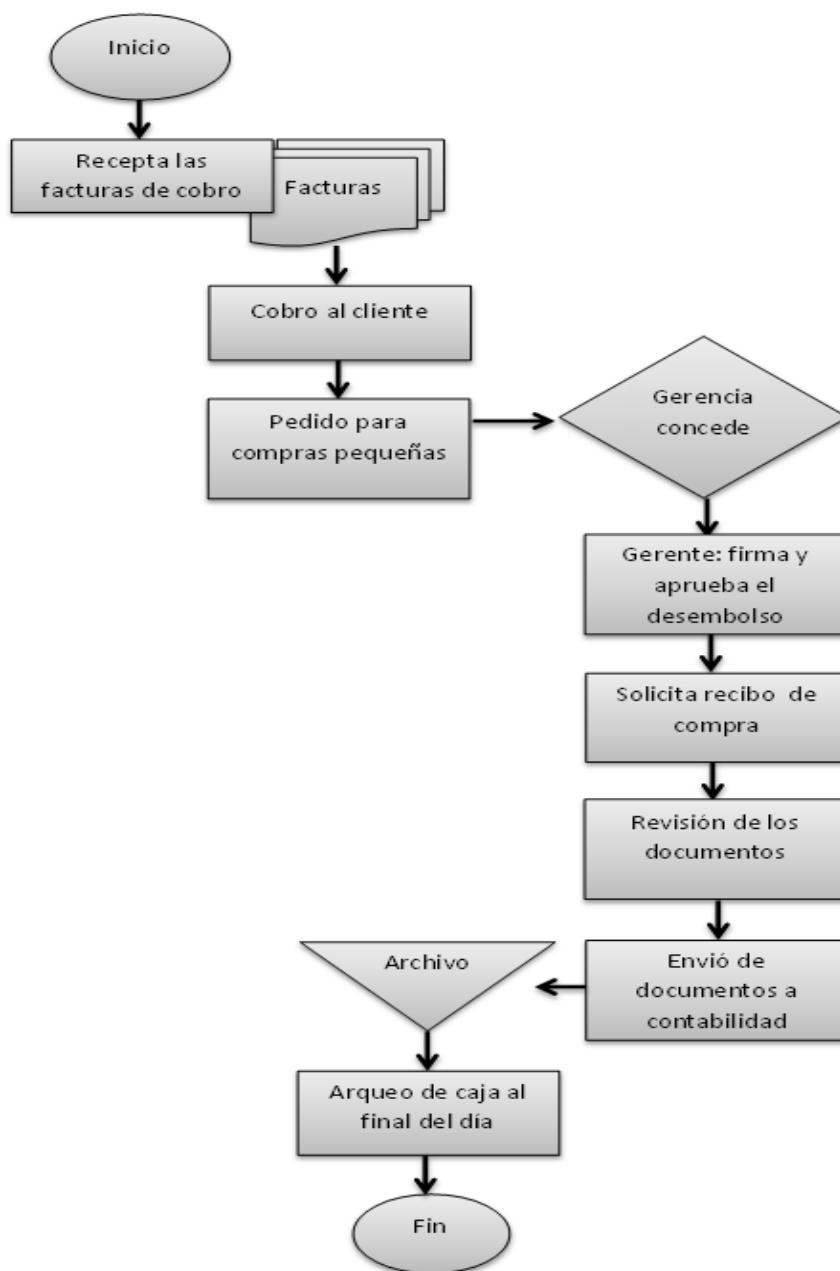 Inicio
Recepta las
facturas de cobro
Facturas
Cobro al cliente
Pedido para
compras pequeñas
Gerencia
concede
Gerente: firma y
aprueba el
desembolso
Solicita recibo de
compra
Revisión de los
documentos
Envió de
documentos a
contabilidad
Archivo
Arqueo de caja al
final del día
Fin